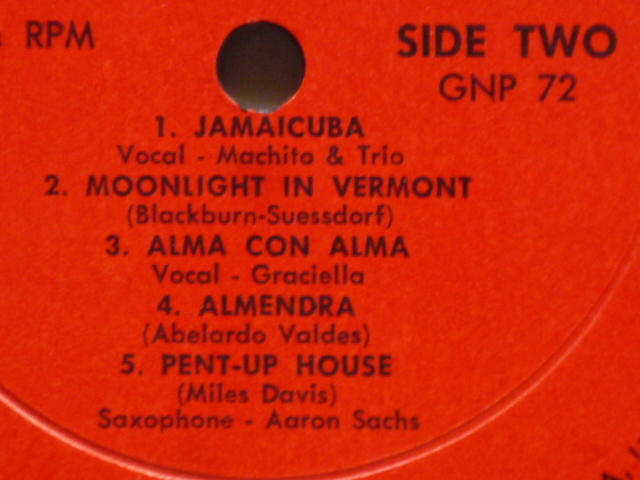 RPM
SIDE TWO
GNP 72
1. JAMAICUBA
Vocal - Machito & Trio
2. MOONLIGHT IN VERMONT
(Blackburn-Suessdorf)
3. ALMA CON ALMA
Vocal - Graciella
4. ALMENDRA
(Abelardo Valdes)
5. PENT-UP HOUSE
(Miles Davis)
Saxophone - Aaron Sachs